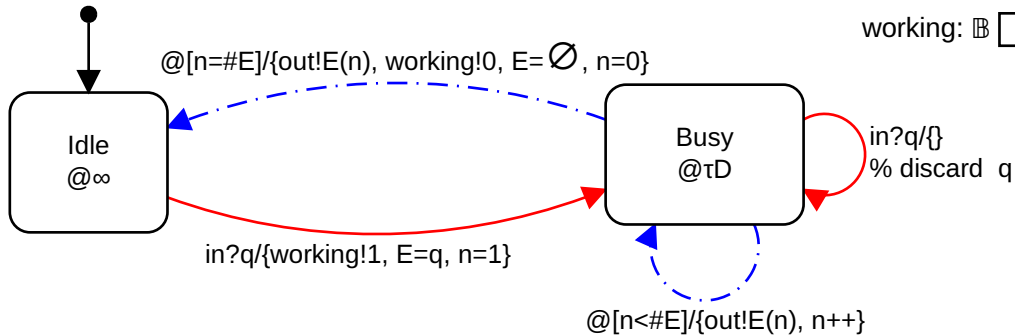 working: 𝔹
@[n=#E]/{out!E(n), working!0, E=∅, n=0}
Idle
@∞
Busy
@τD
in?q/{}
% discard q
in?q/{working!1, E=q, n=1}
@[n<#E]/{out!E(n), n++}